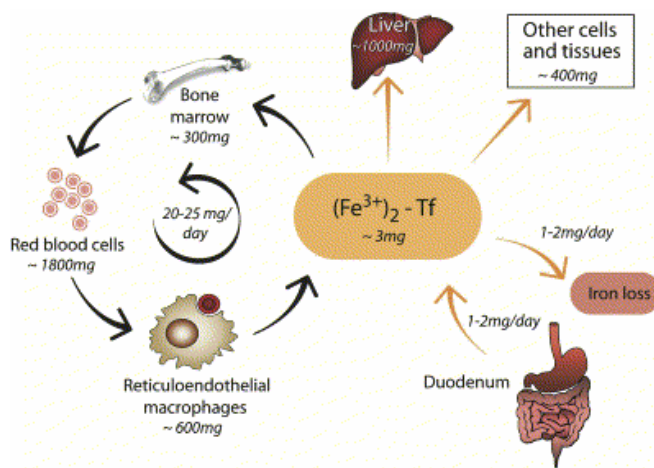 Liver
~1000mg
Other cells
and tissues
~ 400mg
Bone
marrow
~ 300mg
20-25 mg/
day
(Fe³⁺)₂ - Tf
~ 3mg
Red blood cells
~ 1800mg
1-2mg/day
Iron loss
1-2mg/day
Duodenum
Reticuloendothelial
macrophages
~ 600mg